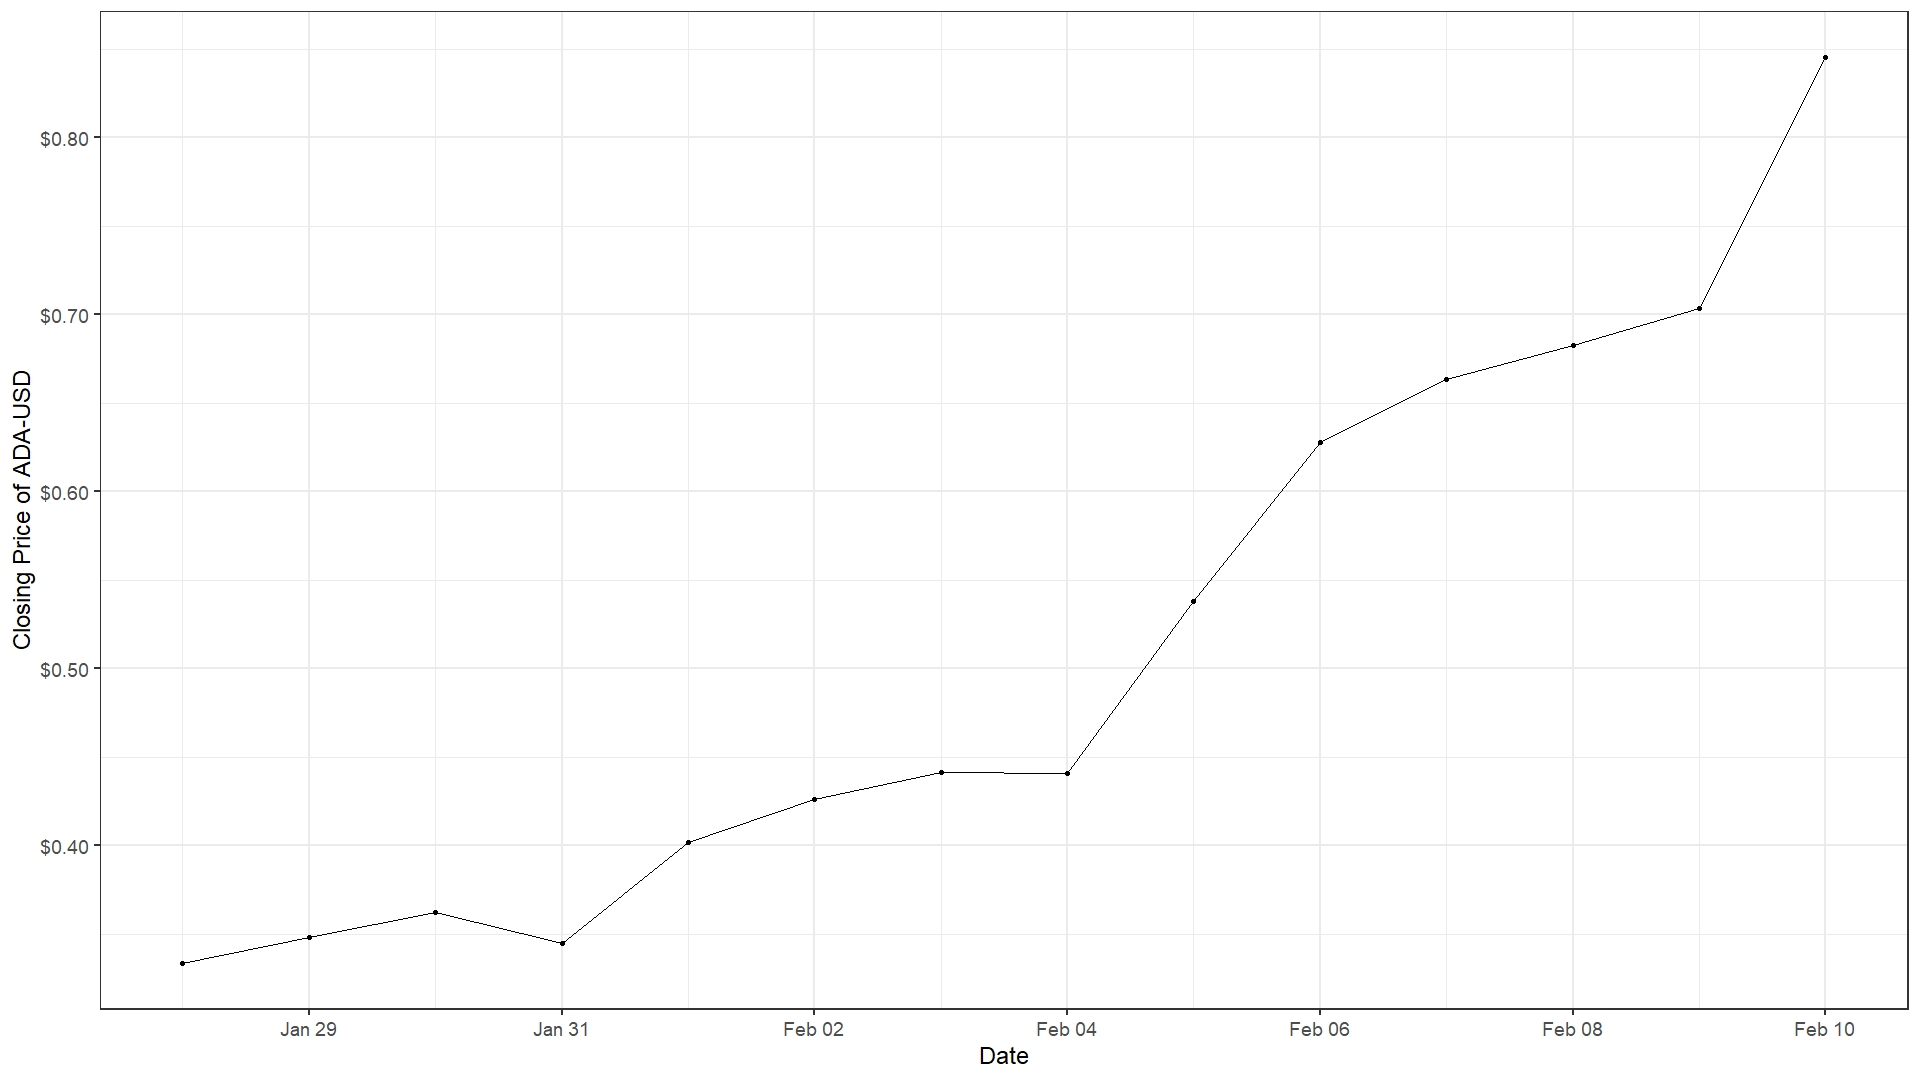 $0.80
$0.70
$0.60
$0.50
$0.40
Closing Price of ADA-USD
Jan 29
Jan 31
Feb 02
Feb 04
Feb 06
Feb 08
Feb 10
Date